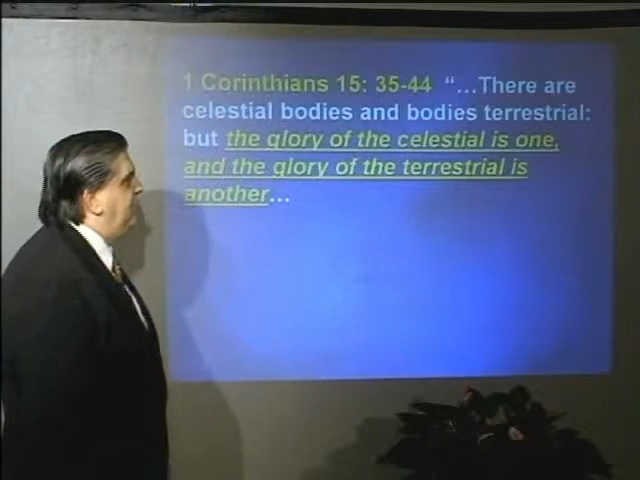 1 Corinthians 15: 35-44 “…There are
celestial bodies and bodies terrestrial:
but the glory of the celestial is one,
and the glory of the terrestrial is
another…